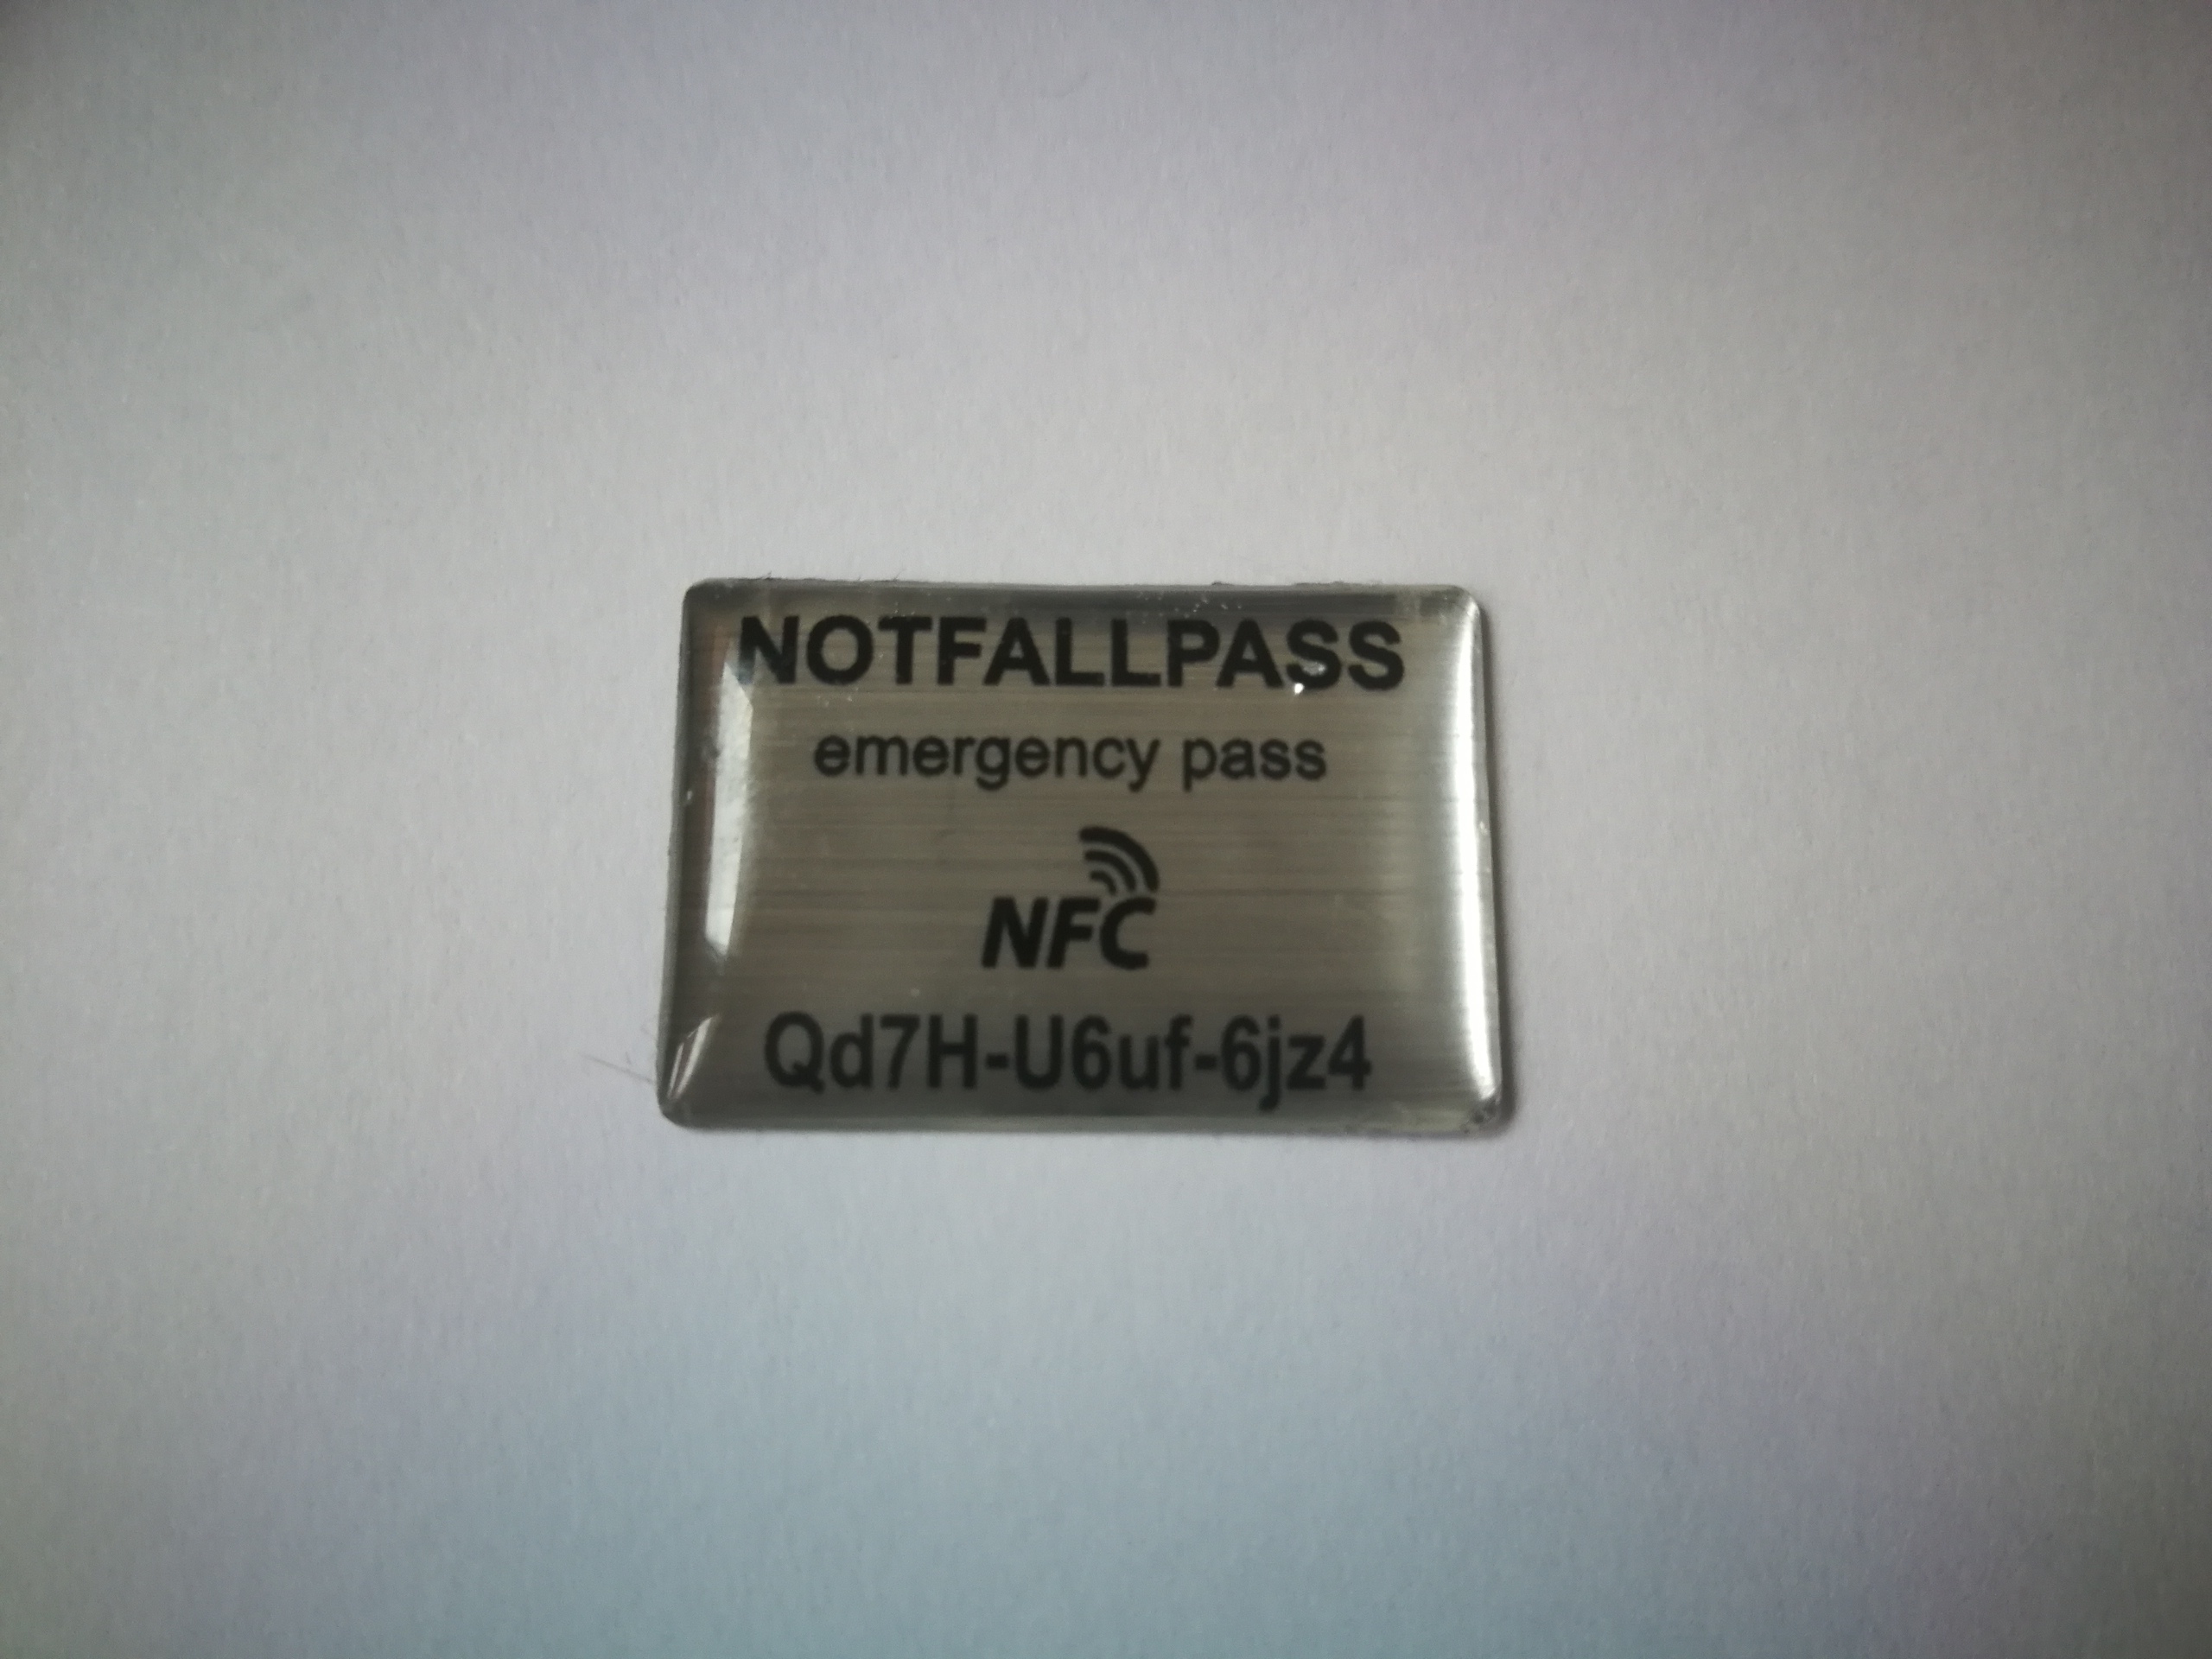 NOTFALLPASS
emergency pass
NFC
Qd7H-U6uf-6jz4